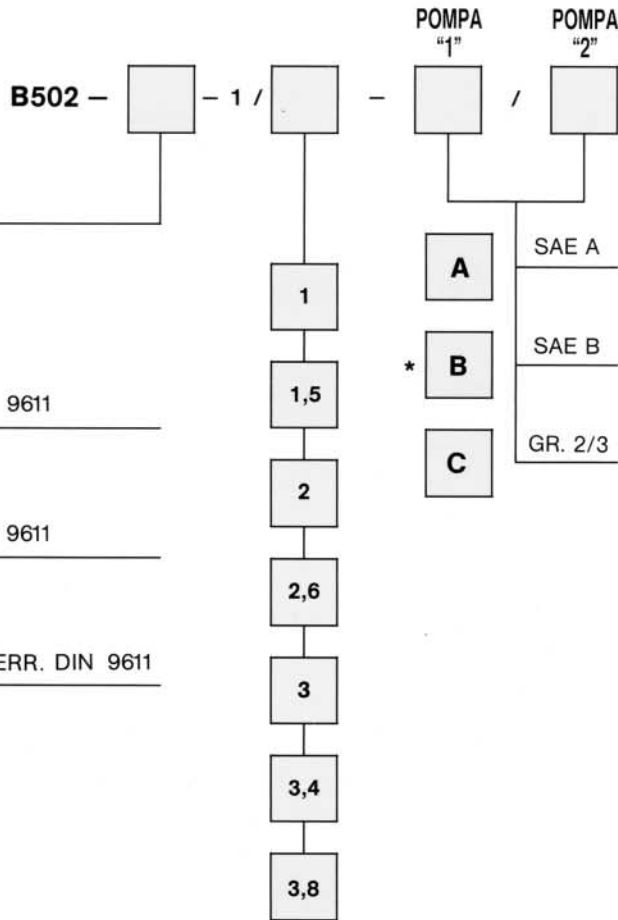 POMPA POMPA
“1” “2”
B502 – - 1 / - /
A SAE A
1
* B SAE B
1,5
9611
C GR. 2/3
2
9611
2,6
ERR. DIN 9611
3
3,4
3,8